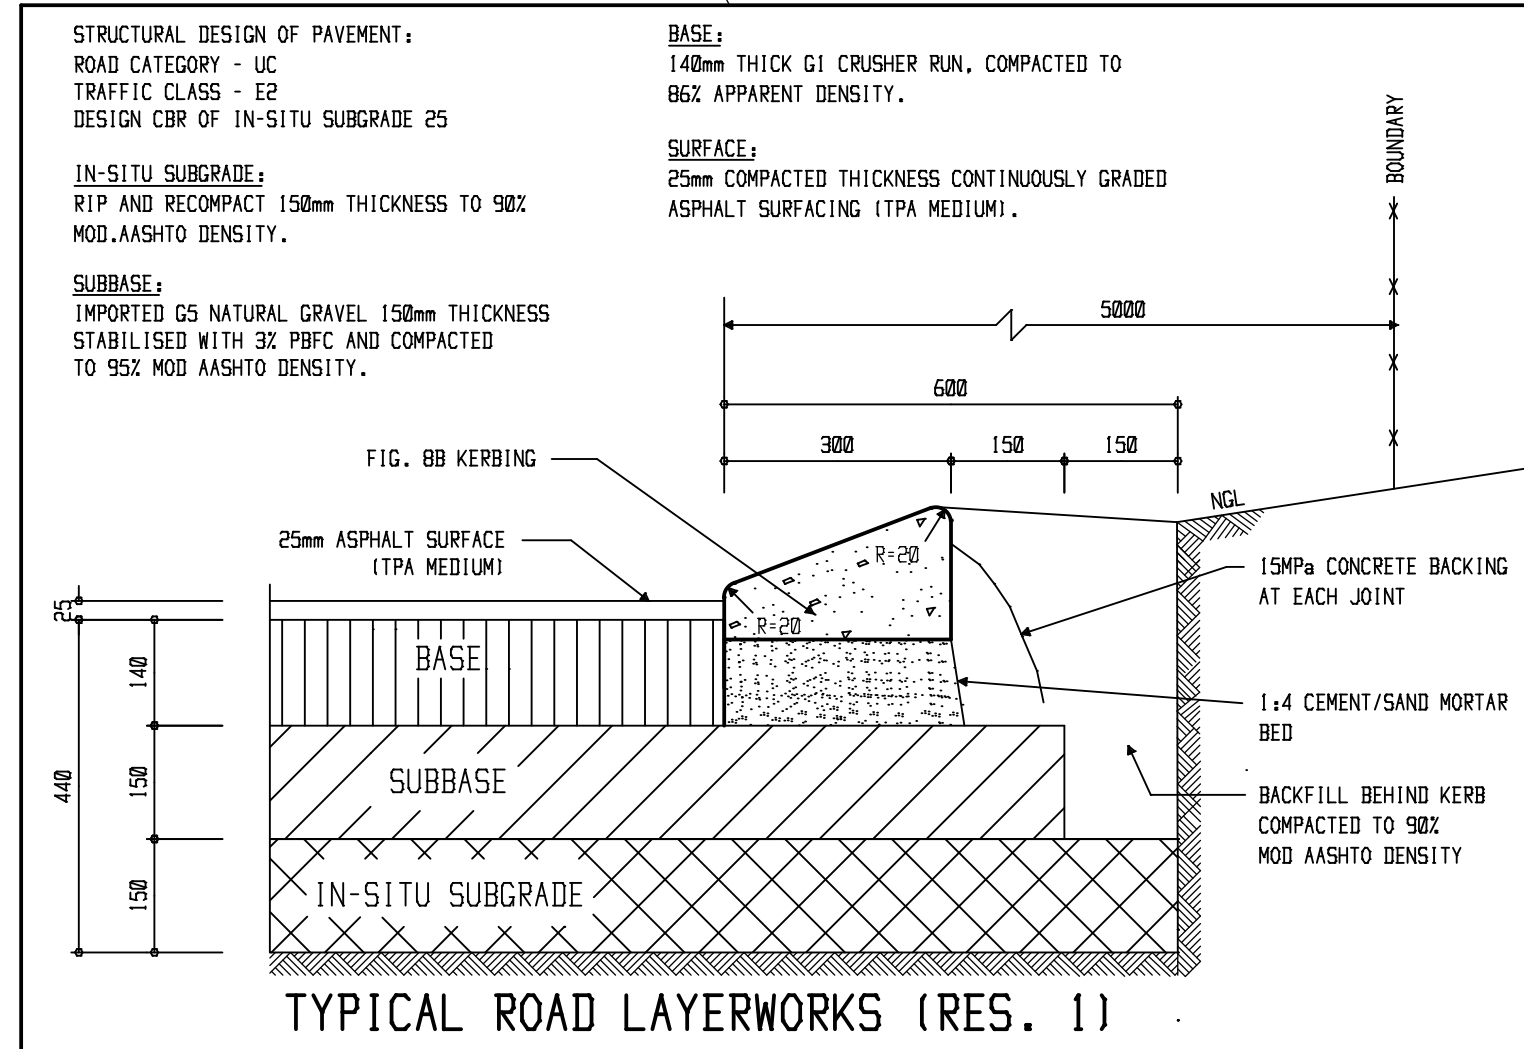 STRUCTURAL DESIGN OF PAVEMENT:
ROAD CATEGORY - UC
TRAFFIC CLASS - E2
DESIGN CBR OF IN-SITU SUBGRADE 25
IN-SITU SUBGRADE:
RIP AND RECOMPACT 150mm THICKNESS TO 90%
MOD.AASHTO DENSITY.
SUBBASE:
IMPORTED G5 NATURAL GRAVEL 150mm THICKNESS
STABILISED WITH 3% PBFC AND COMPACTED
TO 95% MOD AASHTO DENSITY.
BASE:
140mm THICK G1 CRUSHER RUN, COMPACTED TO
86% APPARENT DENSITY.
SURFACE:
25mm COMPACTED THICKNESS CONTINUOUSLY GRADED
ASPHALT SURFACING (TPA MEDIUM).
BOUNDARY
5000
600
300
150
150
FIG. 8B KERBING
NGL
25mm ASPHALT SURFACE
(TPA MEDIUM)
R=20
R=20
15MPa CONCRETE BACKING
AT EACH JOINT
25
140
150
150
440
BASE
SUBBASE
IN-SITU SUBGRADE
1:4 CEMENT/SAND MORTAR
BED
BACKFILL BEHIND KERB
COMPACTED TO 90%
MOD AASHTO DENSITY
TYPICAL ROAD LAYERWORKS (RES. 1)